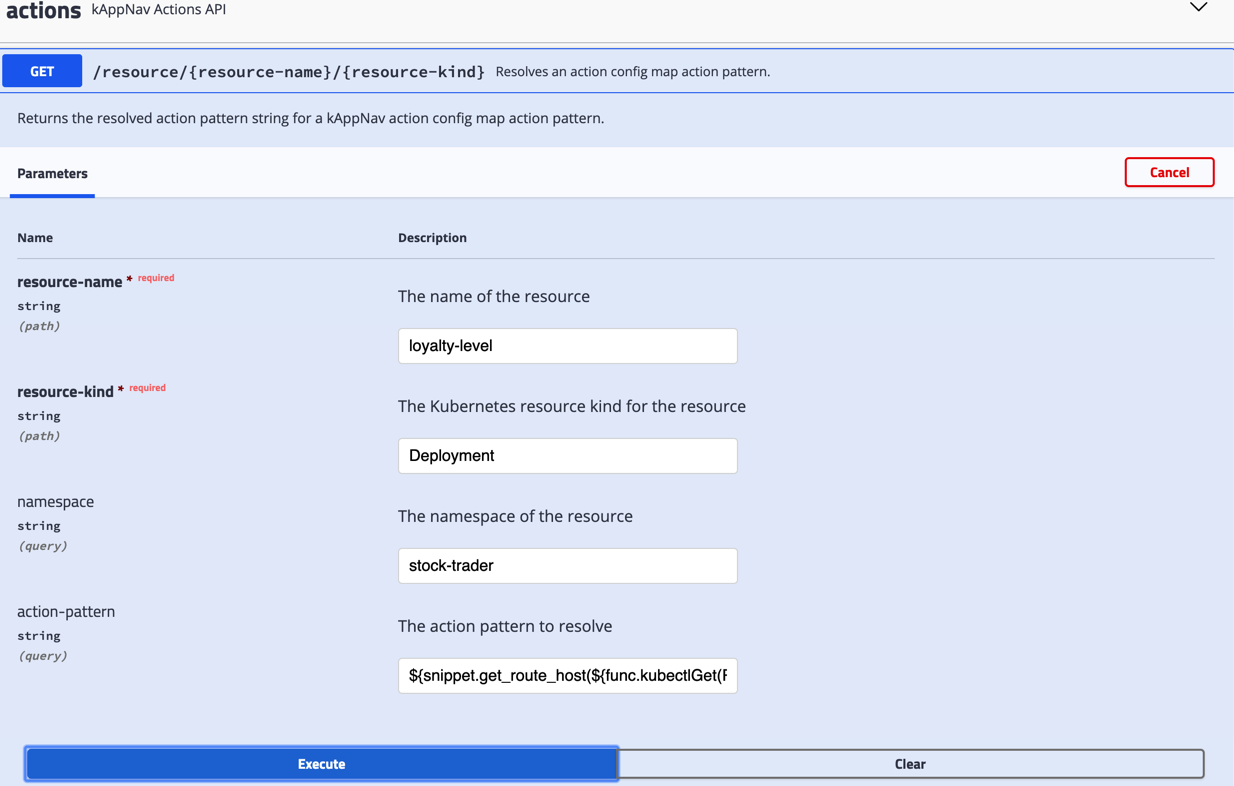 actions kAppNav Actions API
GET /resource/{resource-name}/{resource-kind} Resolves an action config map action pattern.
Returns the resolved action pattern string for a kAppNav action config map action pattern.
Parameters
Cancel
Name Description
resource-name * required
string
(path)
The name of the resource
loyalty-level
resource-kind * required
string
(path)
The Kubernetes resource kind for the resource
Deployment
namespace
string
(query)
The namespace of the resource
stock-trader
action-pattern
string
(query)
The action pattern to resolve
${snippet.get_route_host(${func.kubectlGet(
Execute Clear